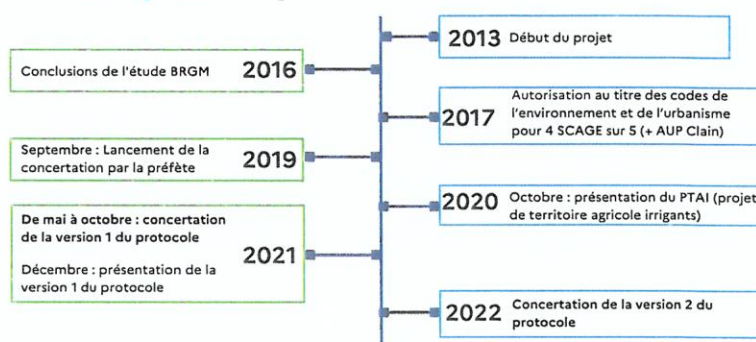 2013 Début du projet
Conclusions de l'étude BRGM 2016
2017 Autorisation au titre des codes de
l'environnement et de l'urbanisme
pour 4 SCAGE sur 5 (+ AUP Clain)
Septembre : Lancement de la
concertation par la préfète
2019
2020 Octobre : présentation du PTAI (projet
de territoire agricole irrigants)
De mai à octobre : concertation
de la version 1 du protocole
2021
Décembre : présentation de la
version 1 du protocole
2022 Concertation de la version 2 du
protocole